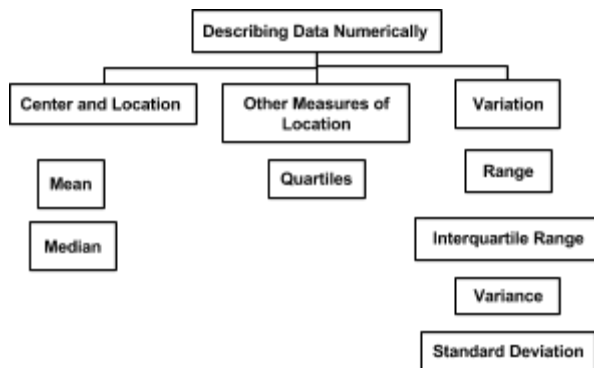 Describing Data Numerically
Center and Location
Other Measures of
Location
Variation
Mean
Quartiles
Range
Median
Interquartile Range
Variance
Standard Deviation